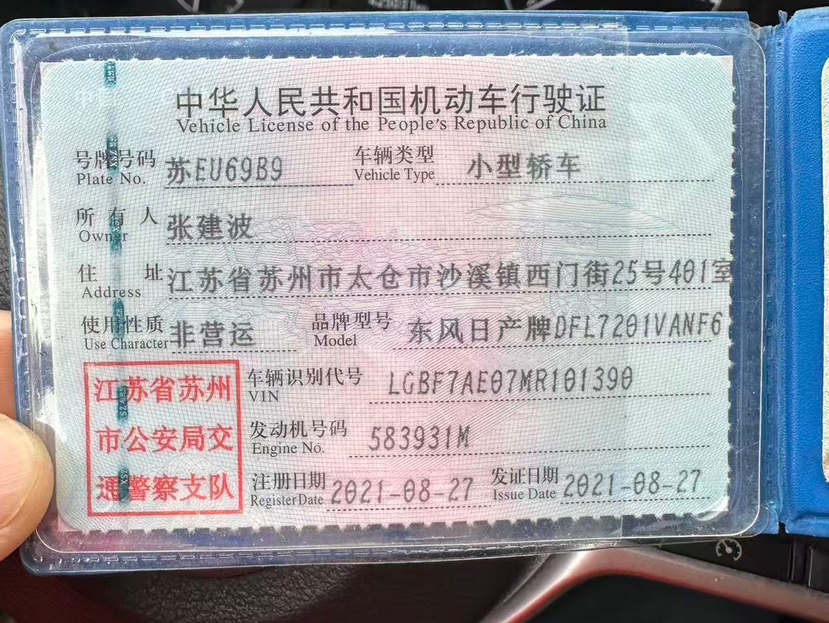 中华人民共和国机动车行驶证
Vehicle License of the People's Republic of China
号牌号码 苏EU69B9 车辆类型 小型轿车
Plate No. Vehicle Type
所有人 张建波
Owner
住址 江苏省苏州市太仓市沙溪镇西门街25号401室
Address
使用性质 非营运 品牌型号 东风日产牌DFL7201VANF6
Use Character Model
江苏省苏州
市公安局交
通警察支队
车辆识别代号 LGBF7AE07MR101390
VIN
发动机号码 583931M
Engine No.
注册日期 2021-08-27 发证日期 2021-08-27
Register Date Issue Date